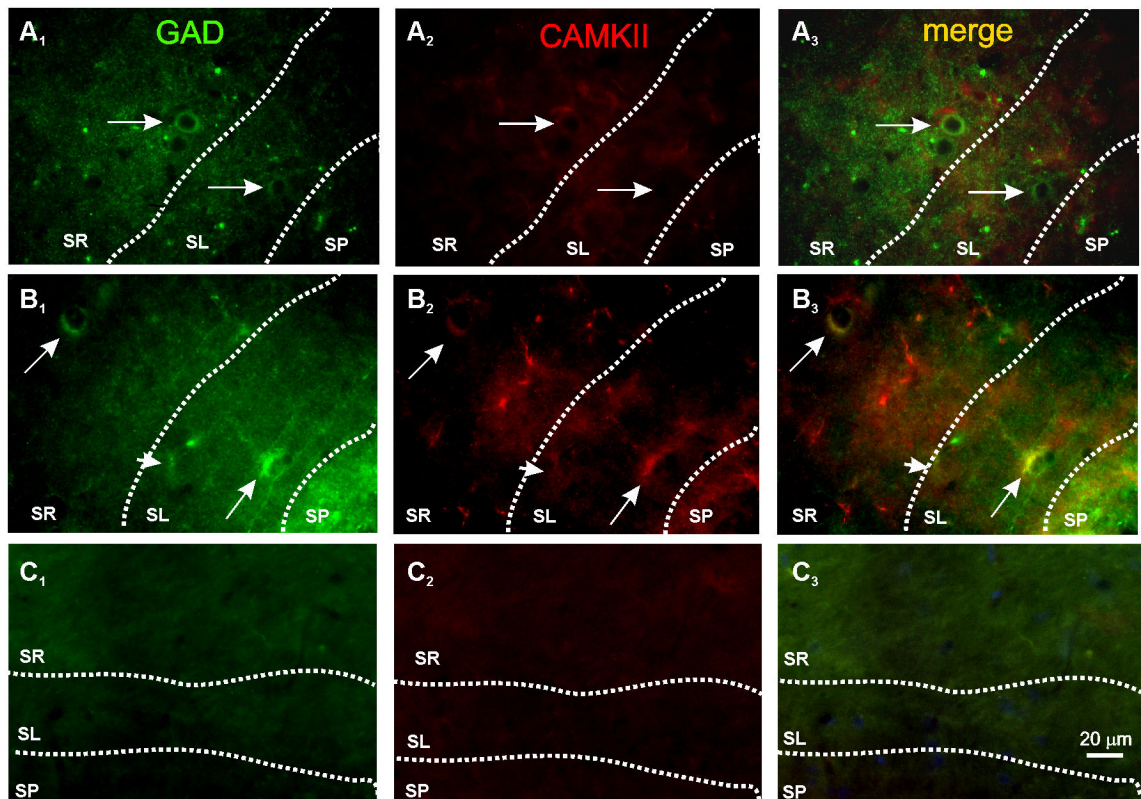 A1 GAD
A2 CAMKII
A3 merge
SR SL SP
SR SL SP
SR SL SP
B1
B2
B3
SR SL SP
SR SL SP
SR SL SP
C1
C2
C3
SR
SR
SR
SL
SL
SL
20 µm
SP
SP
SP